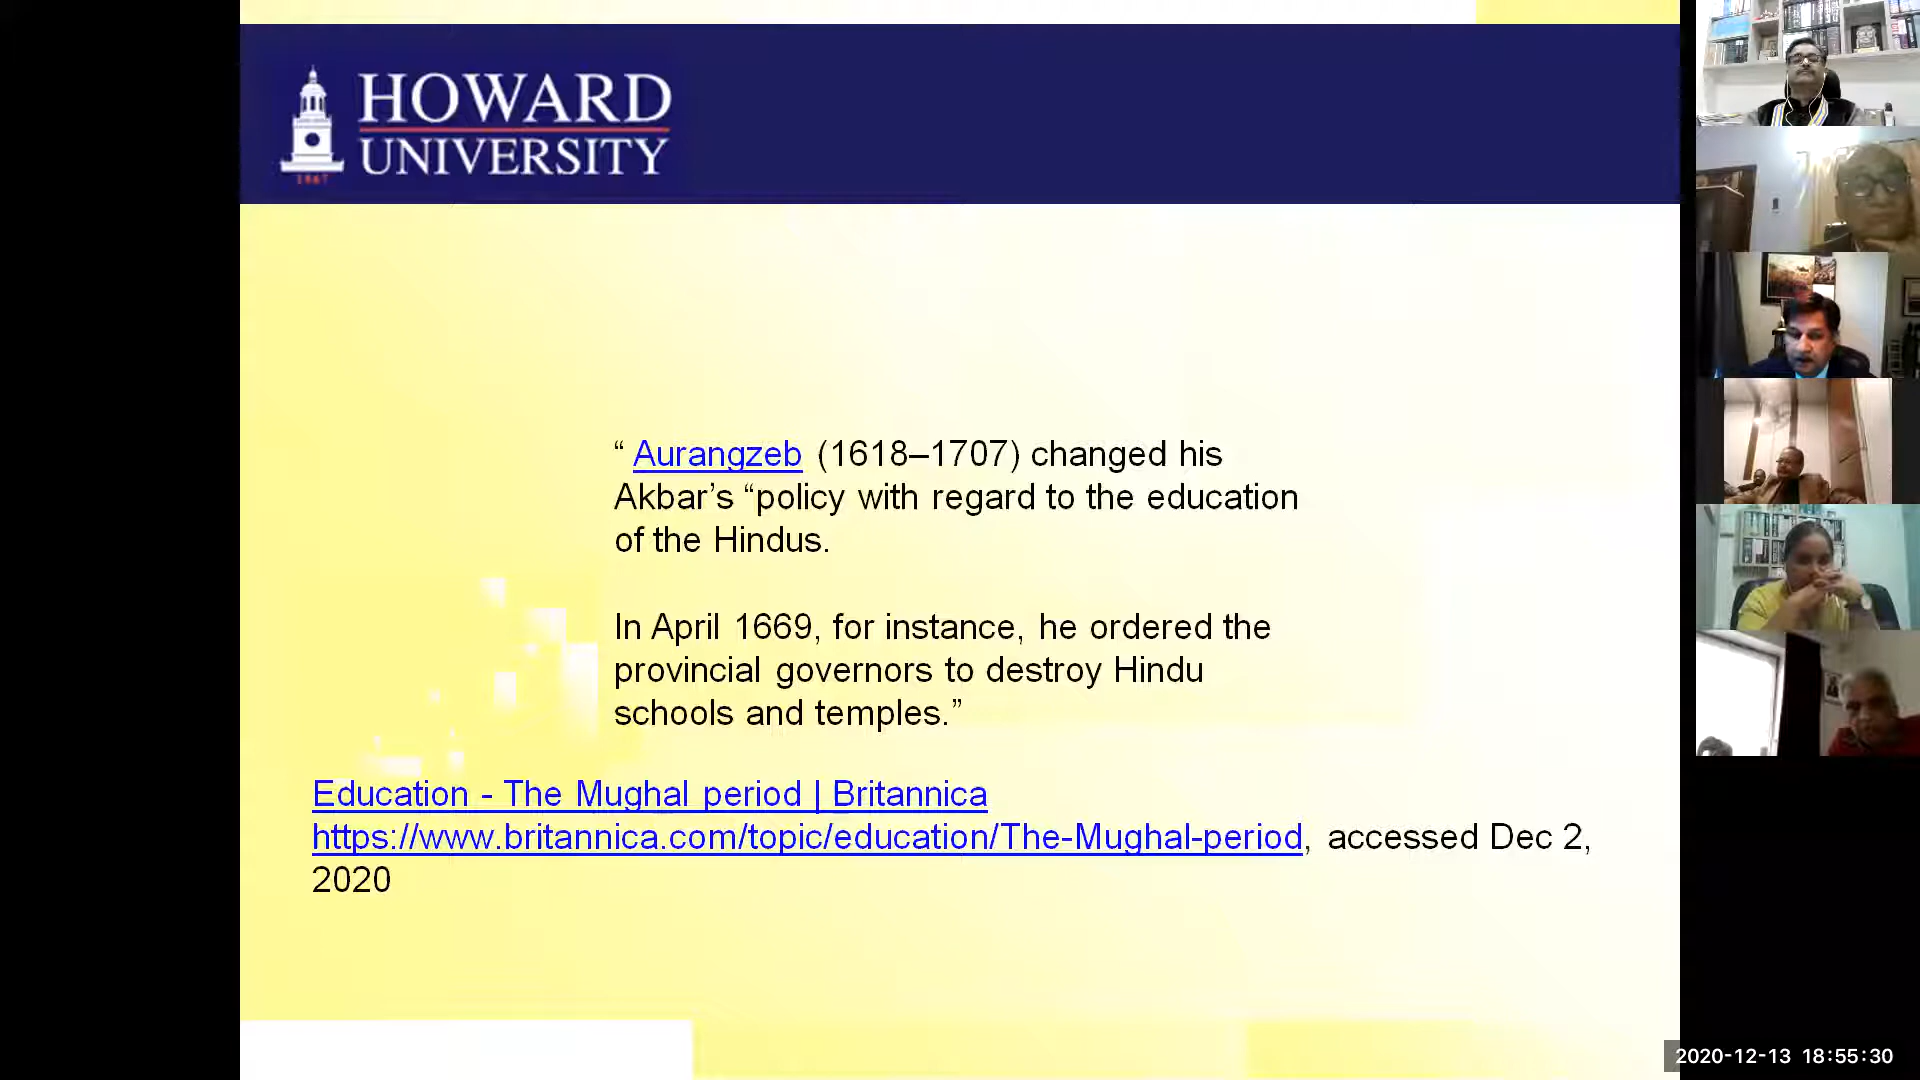 HOWARD
UNIVERSITY
1867
“ Aurangzeb (1618–1707) changed his
Akbar’s “policy with regard to the education
of the Hindus.
In April 1669, for instance, he ordered the
provincial governors to destroy Hindu
schools and temples.”
Education - The Mughal period | Britannica
https://www.britannica.com/topic/education/The-Mughal-period, accessed Dec 2,
2020
2020-12-13 18:55:30